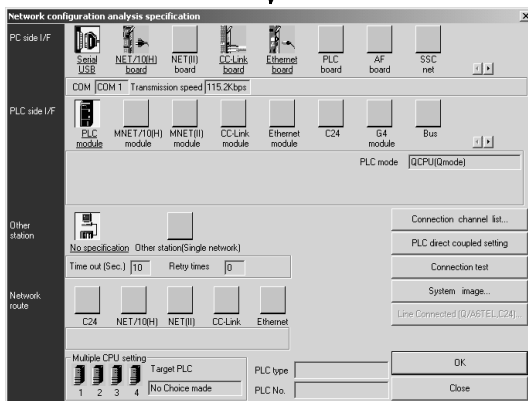 Network configuration analysis specification
PC side I/F
Serial USB
NET/10(H) board
NET(II) board
CC-Link board
Ethernet board
PLC board
AF board
SSC net
COM COM 1 Transmission speed 115.2Kbps
PLC side I/F
PLC module
MNET/10(H) module
MNET(II) module
CC-Link module
Ethernet module
C24
G4 module
Bus
PLC mode QCPU(Qmode)
Other station
No specification
Other station(Single network)
Time out (Sec.) 10 Retry times 0
Connection channel list...
PLC direct coupled setting
Connection test
System image...
Line Connected (Q/A6TEL,C24)...
Network route
C24
NET/10(H)
NET(II)
CC-Link
Ethernet
Multiple CPU setting
1 2 3 4
Target PLC
No Choice made
PLC type
PLC No.
OK
Close